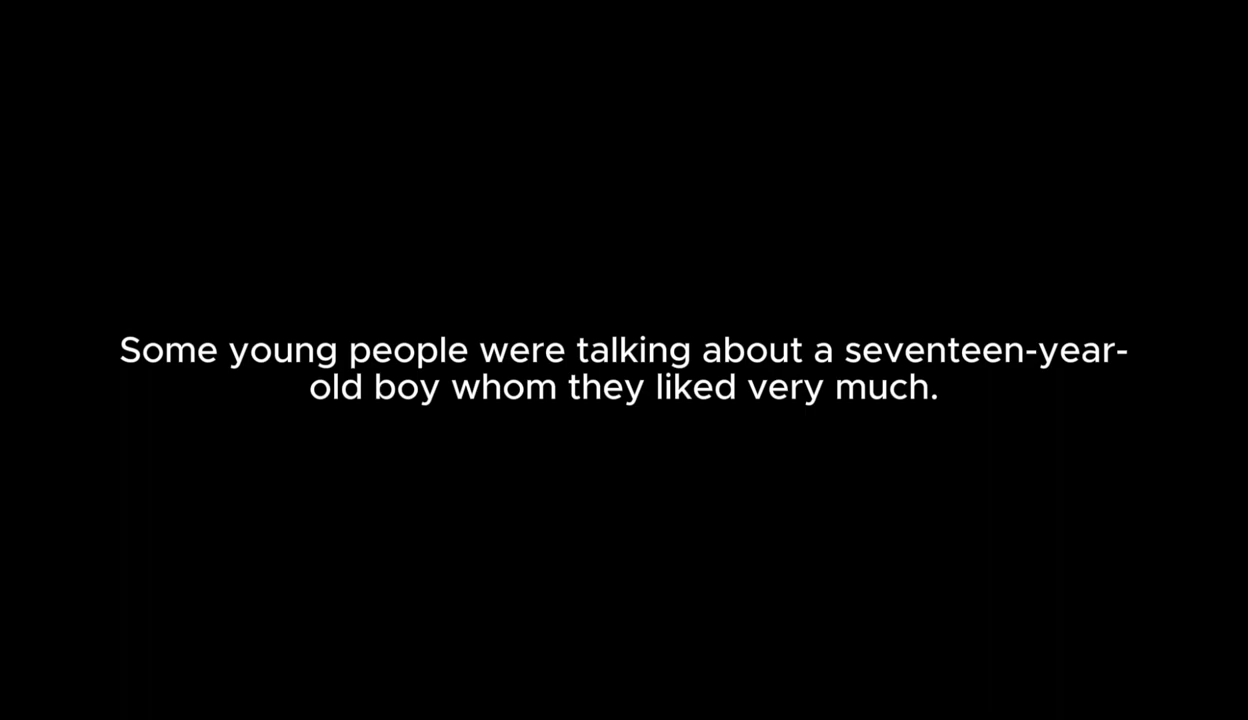 Some young people were talking about a seventeen-year-
old boy whom they liked very much.